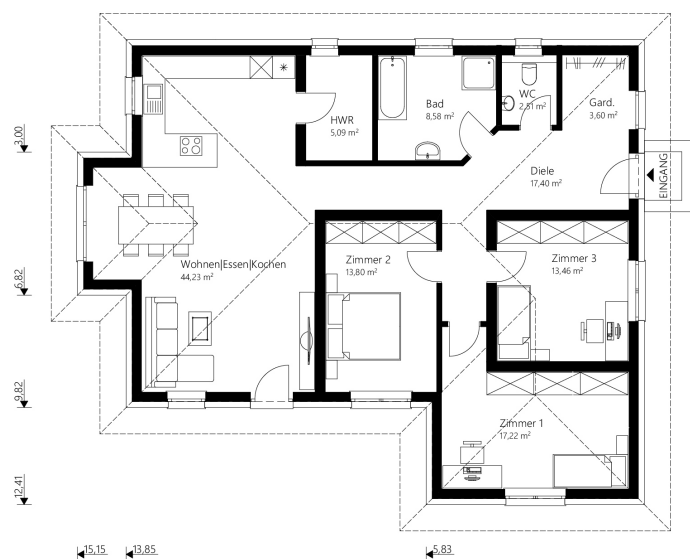 WC
2,51 m²
Bad
8,58 m²
Gard.
3,60 m²
HWR
5,09 m²
3,00
EINGANG
Diele
17,40 m²
Wohnen|Essen|Kochen
44,23 m²
Zimmer 2
13,80 m²
Zimmer 3
13,46 m²
6,82
9,82
Zimmer 1
17,22 m²
12,41
15,15
13,85
5,83